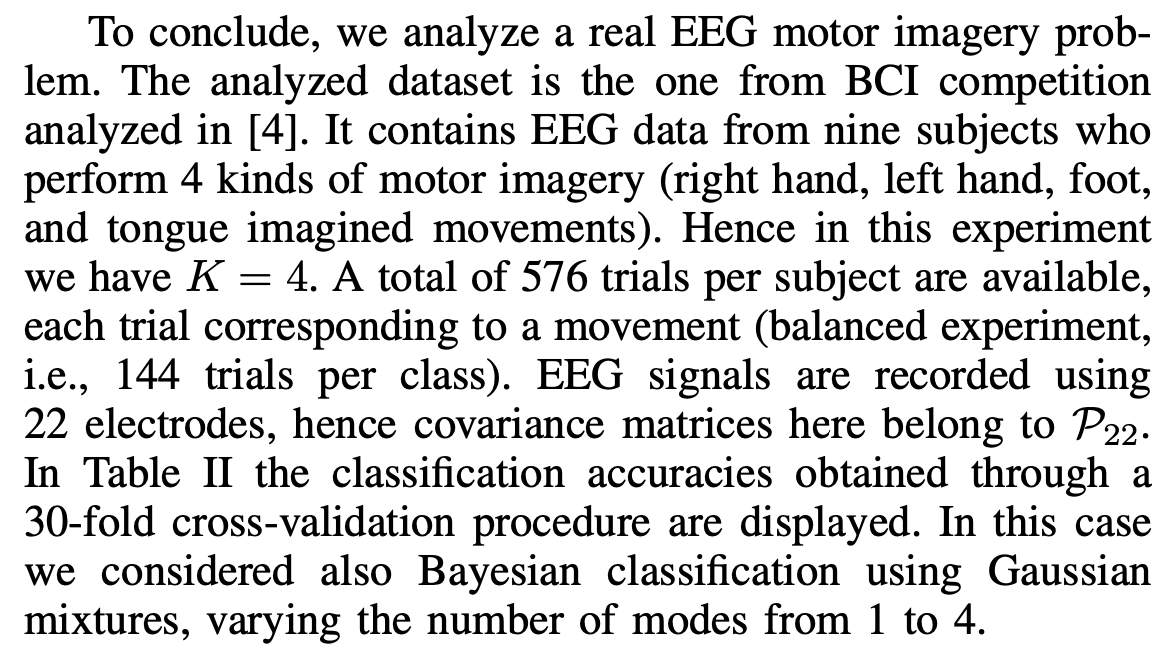 To conclude, we analyze a real EEG motor imagery prob-
lem. The analyzed dataset is the one from BCI competition
analyzed in [4]. It contains EEG data from nine subjects who
perform 4 kinds of motor imagery (right hand, left hand, foot,
and tongue imagined movements). Hence in this experiment
we have K = 4. A total of 576 trials per subject are available,
each trial corresponding to a movement (balanced experiment,
i.e., 144 trials per class). EEG signals are recorded using
22 electrodes, hence covariance matrices here belong to 𝒫₂₂.
In Table II the classification accuracies obtained through a
30-fold cross-validation procedure are displayed. In this case
we considered also Bayesian classification using Gaussian
mixtures, varying the number of modes from 1 to 4.